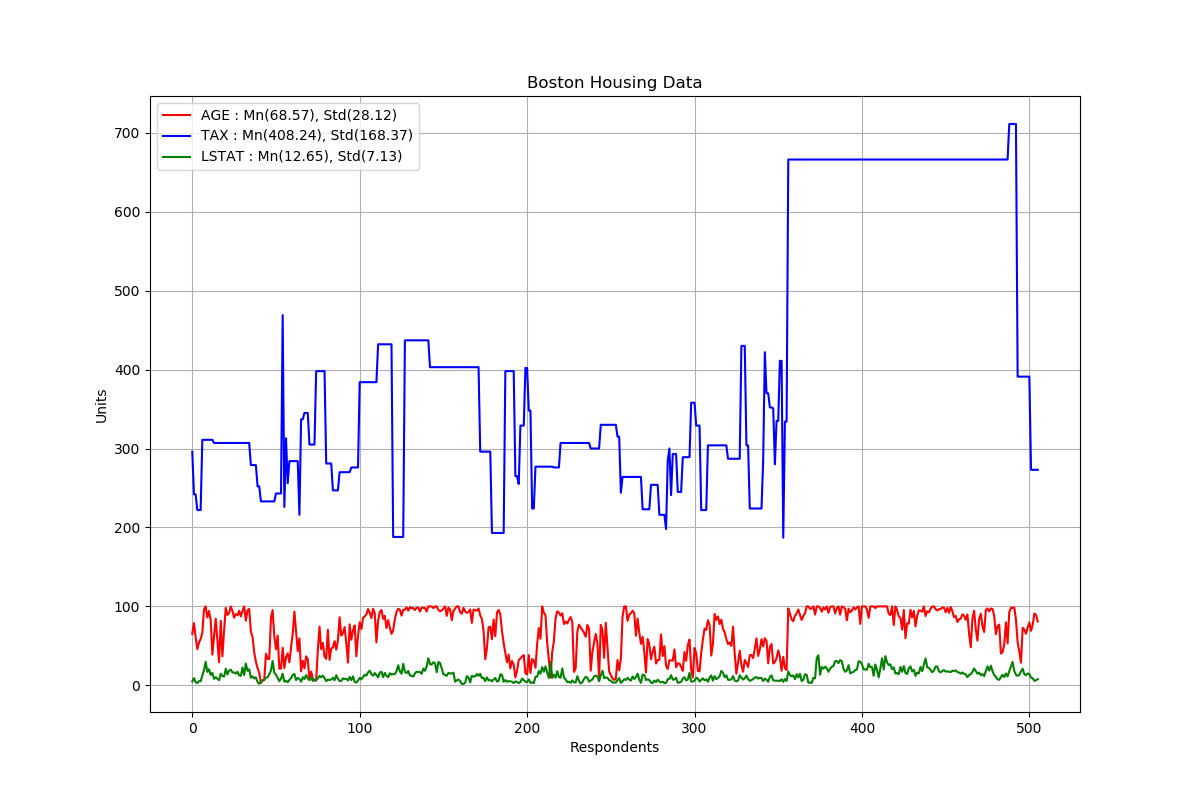 Boston Housing Data
AGE : Mn(68.57), Std(28.12)
TAX : Mn(408.24), Std(168.37)
LSTAT : Mn(12.65), Std(7.13)
700
600
500
400
300
200
100
0
Units
0 100 200 300 400 500
Respondents